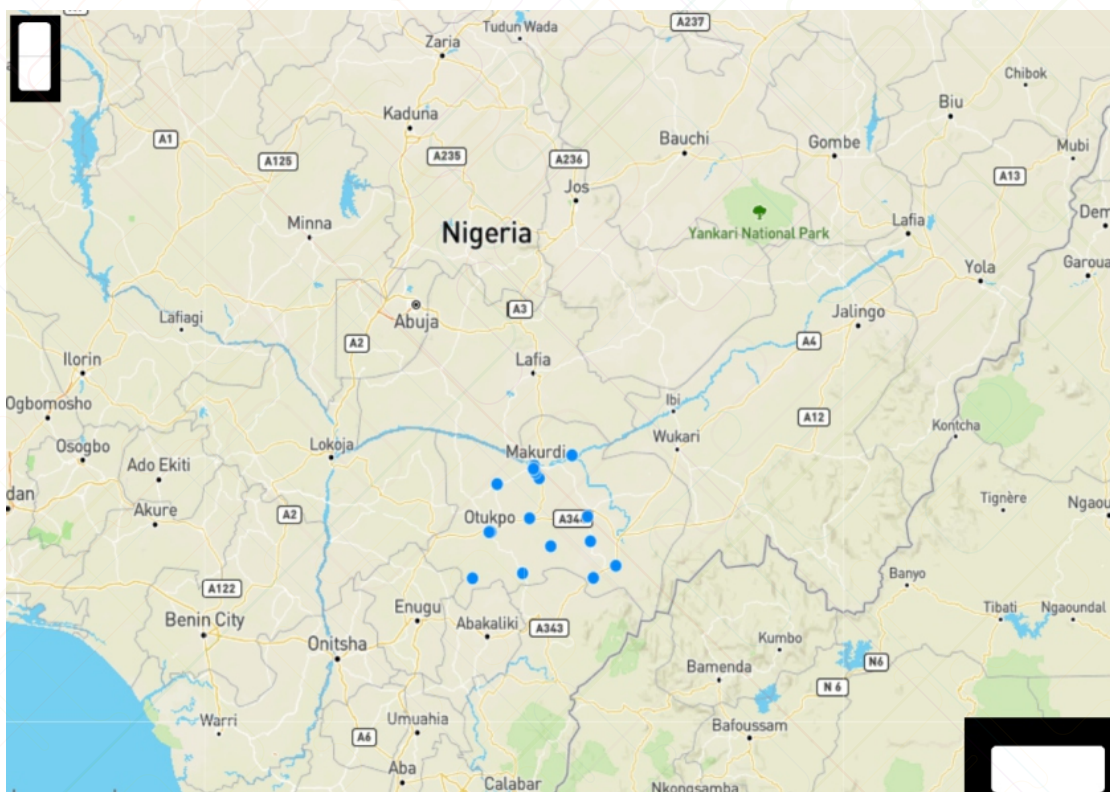 A237
Tudun Wada
Zaria
Chibok
Biu
Kaduna
A1
A235
Bauchi
Gombe
Mubi
A125
A236
A13
Jos
Minna
Nigeria
Yankari National Park
Lafia
Dem
Garoua
Yola
Abuja
A3
Lafiagi
A2
Jalingo
A4
Ilorin
Lafia
Ogbomosho
Ibi
A12
Kontcha
Osogbo
Lokoja
Makurdi
Wukari
Ado Ekiti
dan
Akure
A2
Otukpo
A34
Tignère
Ngaou
A122
Banyo
Benin City
Enugu
Abakaliki
A343
Tibati
Ngaoundal
Onitsha
Kumbo
Bamenda
N6
N 6
Warri
A6
Umuahia
Bafoussam
Aba
Calabar
Nkongsamba